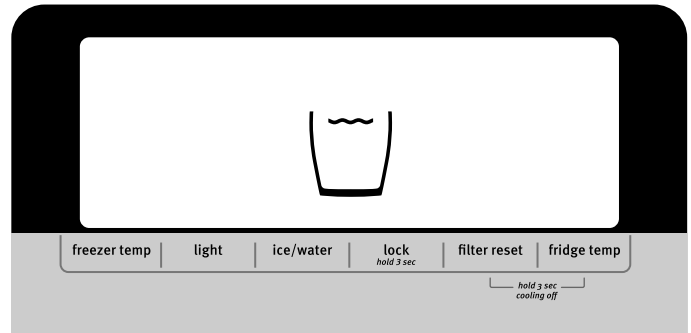 freezer temp
light
ice/water
lock
hold 3 sec
filter reset
fridge temp
hold 3 sec
cooling off